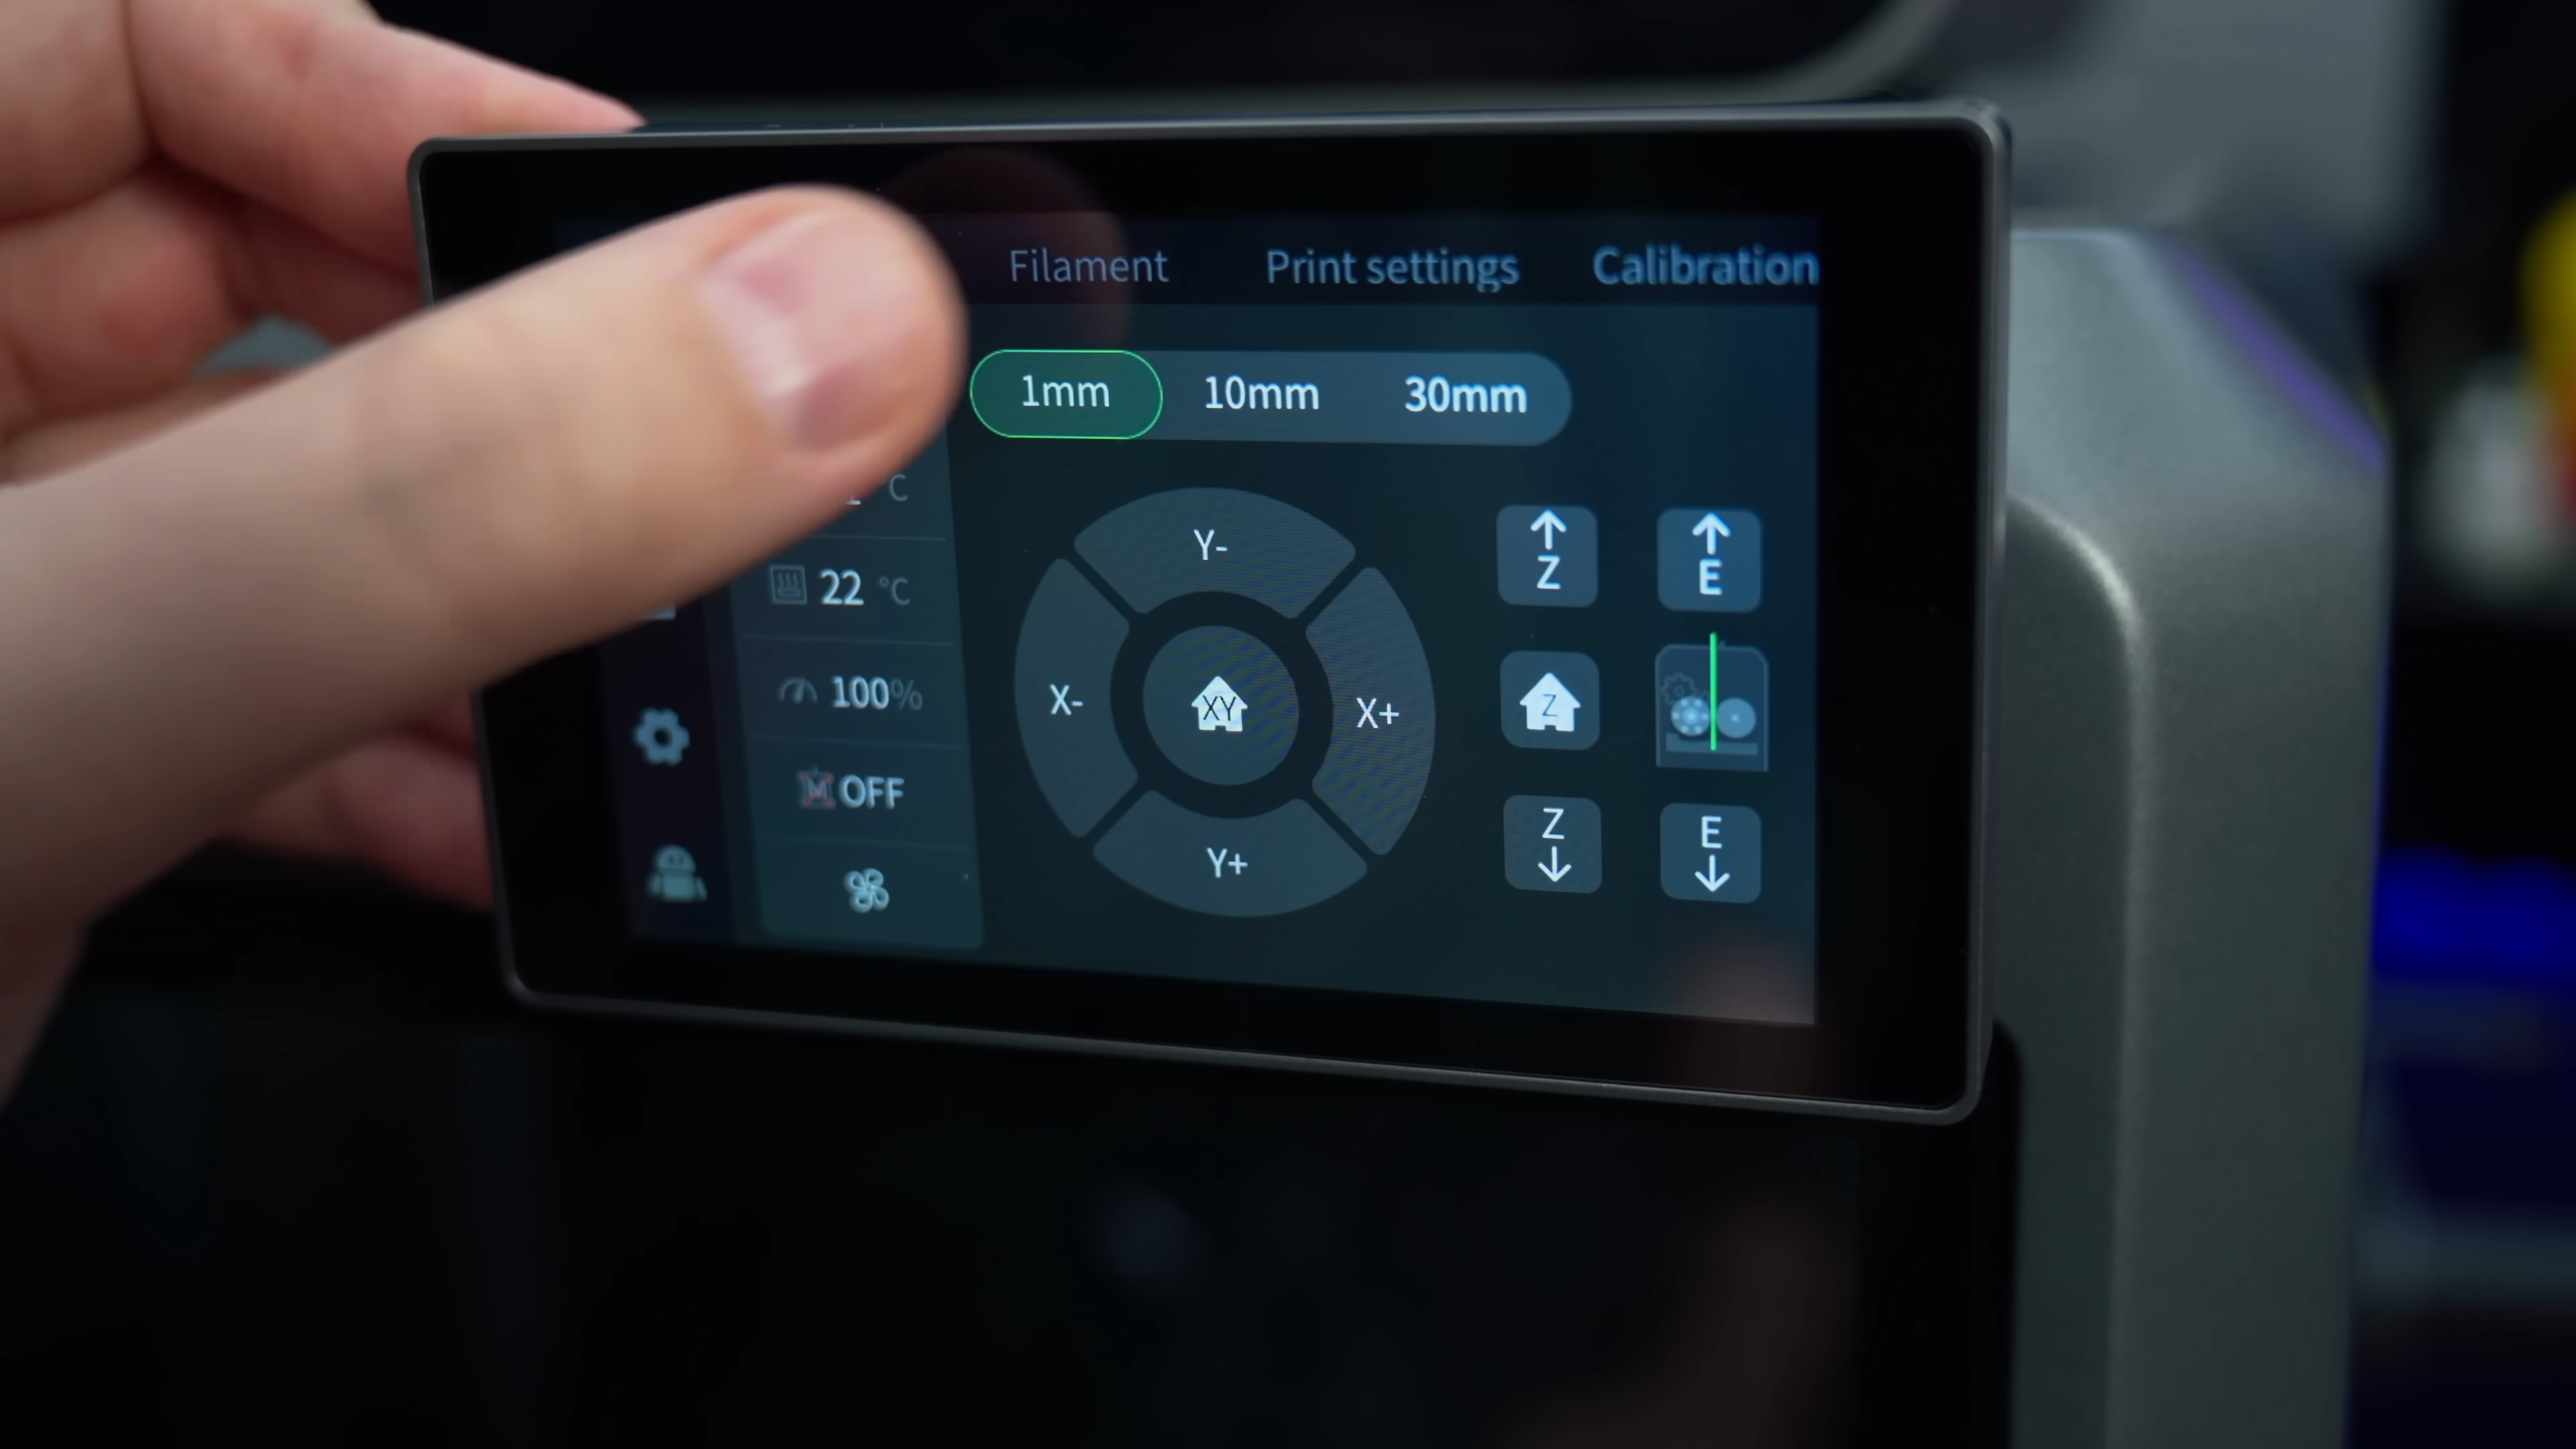 Filament Print settings Calibration
1mm 10mm 30mm
°C
22 °C
100%
M OFF
Y-
X- XY X+
Y+
Z
Z
Z
E
E